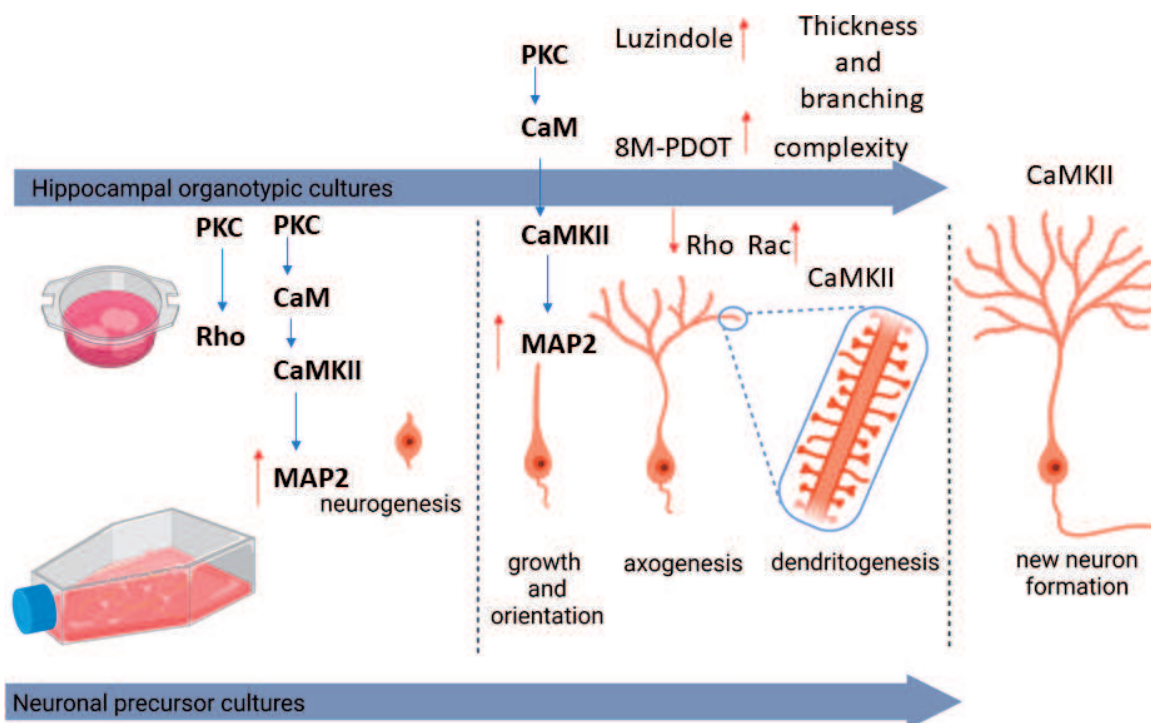 PKC
CaM
Luzindole
Thickness
and
branching
8M-PDOT
complexity
Hippocampal organotypic cultures
CaMKII
PKC
PKC
CaM
Rho
CaMKII
MAP2
neurogenesis
CaMKII
MAP2
Rho Rac
CaMKII
growth
and
orientation
axogenesis
dendritogenesis
new neuron
formation
Neuronal precursor cultures